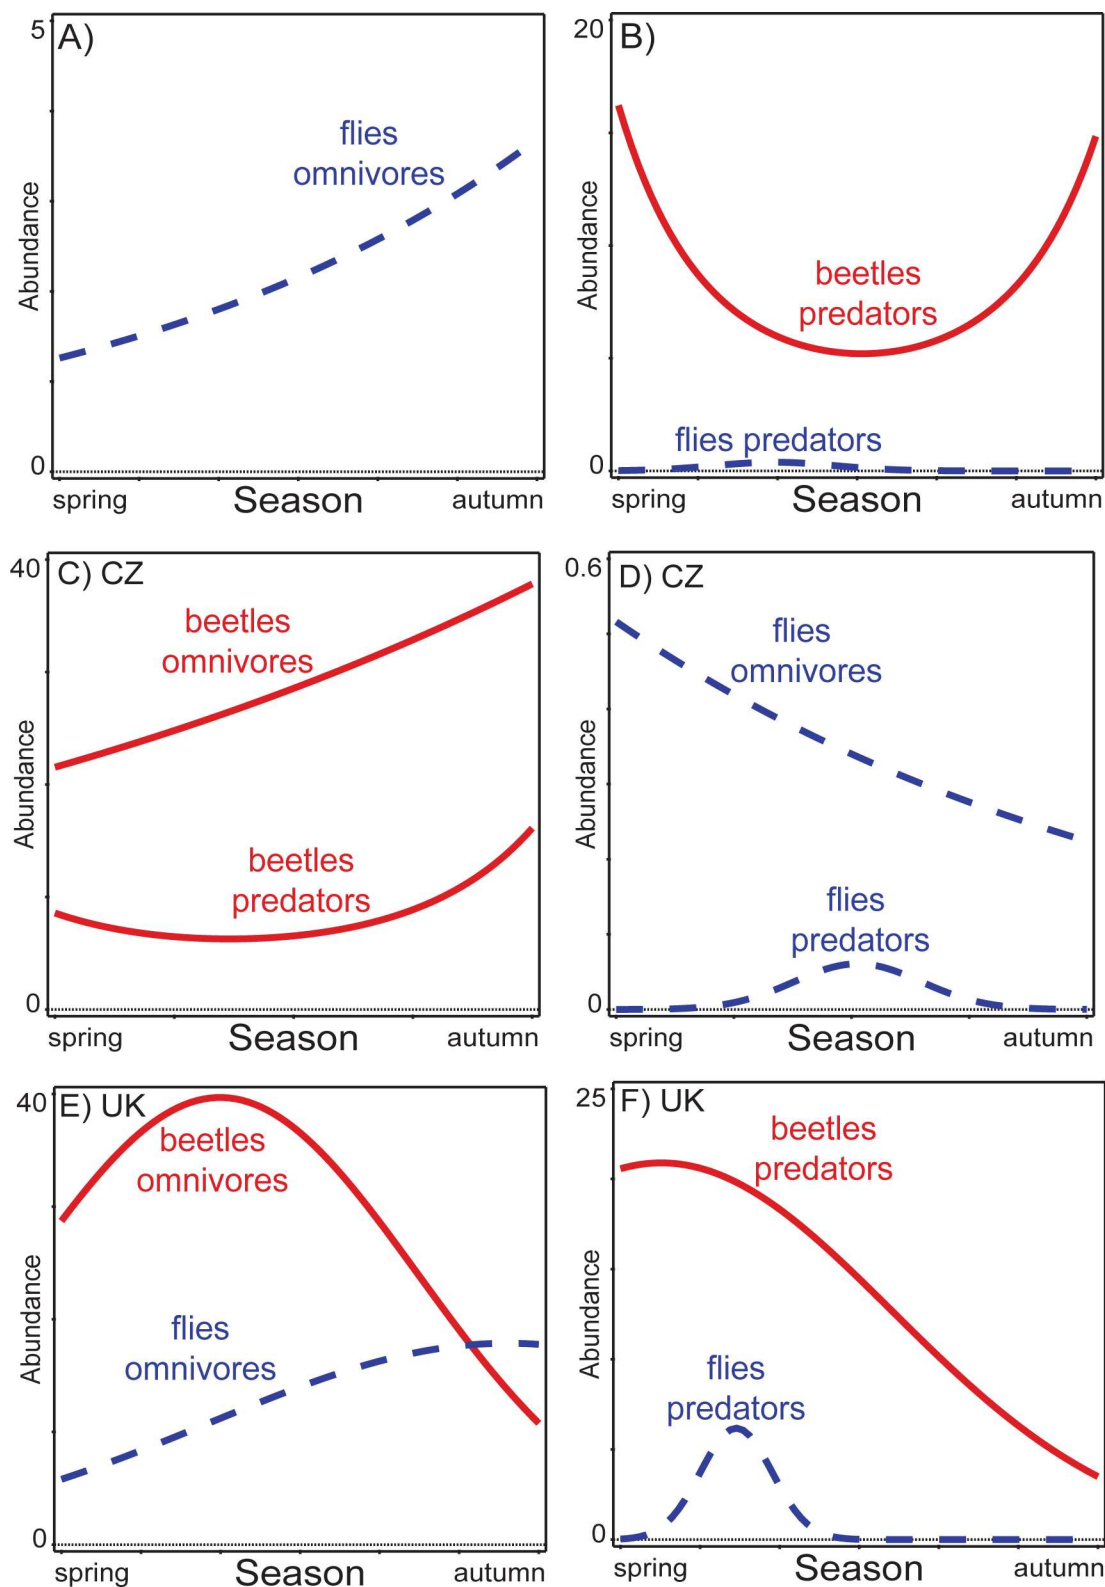 A)
5
flies
omnivores
Abundance
0
spring
Season
autumn
B)
20
beetles
predators
flies predators
Abundance
0
spring
Season
autumn
C) CZ
40
beetles
omnivores
beetles
predators
Abundance
0
spring
Season
autumn
D) CZ
0.6
flies
omnivores
flies
predators
Abundance
0
spring
Season
autumn
E) UK
40
beetles
omnivores
flies
omnivores
Abundance
0
spring
Season
autumn
F) UK
25
beetles
predators
flies
predators
Abundance
0
spring
Season
autumn